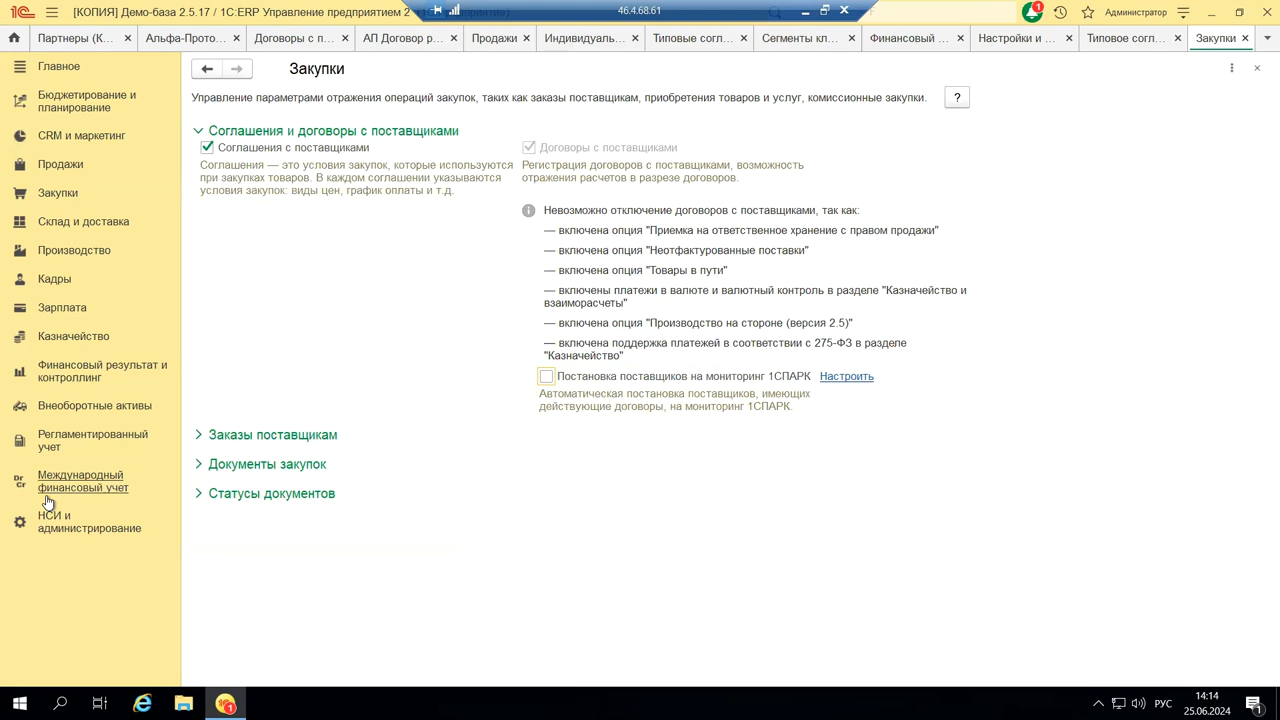 [КОПИЯ] Демо-база 2.5.17 / 1С:ERP Управление предприятием 2
46.4.68.61
1
Администратор
Партнеры (К...
Альфа-Прото...
Договоры с п...
АП Договор р...
Продажи
Индивидуаль...
Типовые согл...
Сегменты кл...
Финансовый ...
Настройки и ...
Типовое согл...
Закупки
Главное
Бюджетирование и
планирование
CRM и маркетинг
Продажи
Закупки
Склад и доставка
Производство
Кадры
Зарплата
Казначейство
Финансовый результат и
контроллинг
Внеоборотные активы
Регламентированный
учет
Dr
Cr
Международный
финансовый учет
НСИ и
администрирование
Закупки
Управление параметрами отражения операций закупок, таких как заказы поставщикам, приобретения товаров и услуг, комиссионные закупки.
?
Соглашения и договоры с поставщиками
Соглашения с поставщиками
Соглашения — это условия закупок, которые используются
при закупках товаров. В каждом соглашении указываются
условия закупок: виды цен, график оплаты и т.д.
Договоры с поставщиками
Регистрация договоров с поставщиками, возможность
отражения расчетов в разрезе договоров.
Невозможно отключение договоров с поставщиками, так как:
— включена опция "Приемка на ответственное хранение с правом продажи"
— включена опция "Неотфактурованные поставки"
— включена опция "Товары в пути"
— включены платежи в валюте и валютный контроль в разделе "Казначейство и
взаиморасчеты"
— включена опция "Производство на стороне (версия 2.5)"
— включена поддержка платежей в соответствии с 275-ФЗ в разделе
"Казначейство"
Постановка поставщиков на мониторинг 1СПАРК Настроить
Автоматическая постановка поставщиков, имеющих
действующие договоры, на мониторинг 1СПАРК.
Заказы поставщикам
Документы закупок
Статусы документов
1
РУС
14:14
25.06.2024
1